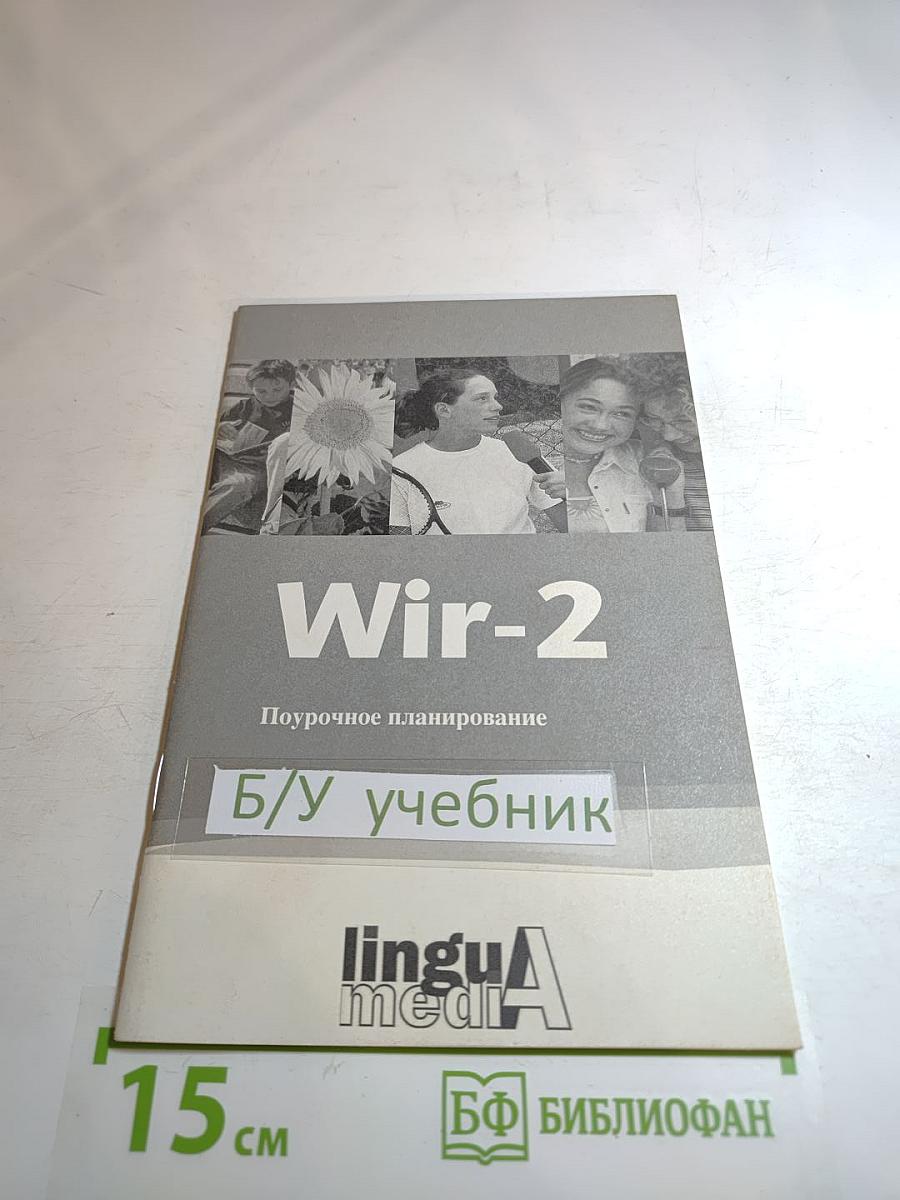 Wir-2
Поурочное планирование
Б/У учебник
linguA
mediA
15 см
БФ БИБЛИОФАН